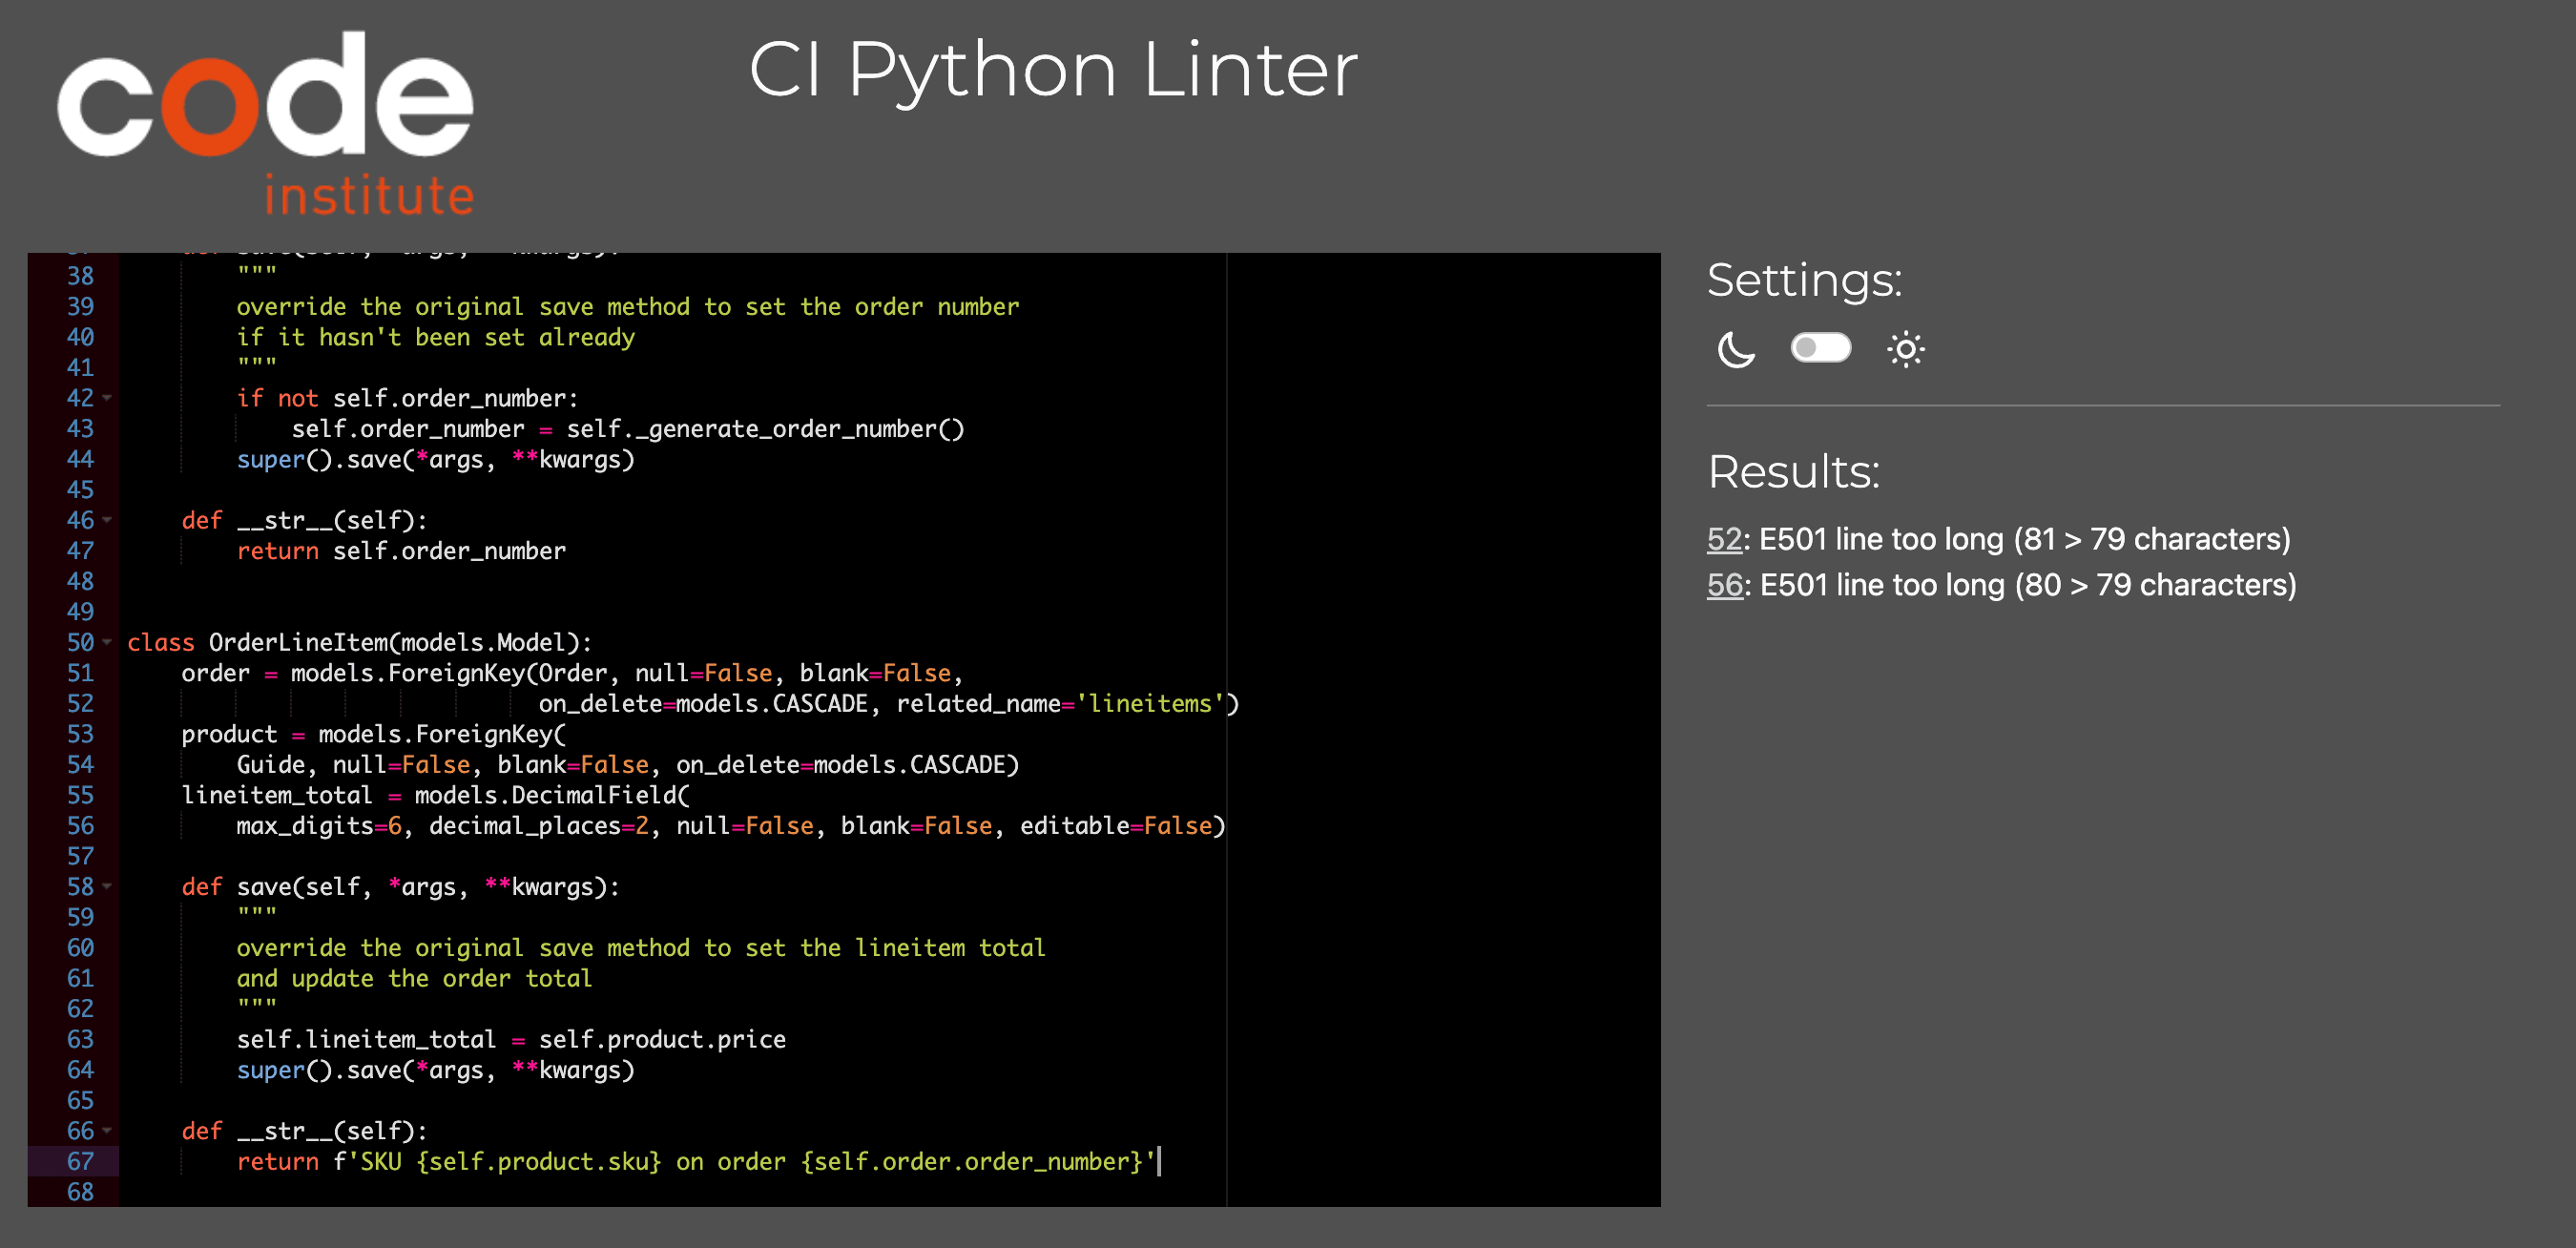 code
institute
CI Python Linter
38 """
39 override the original save method to set the order number
40 if it hasn't been set already
41 """
42 if not self.order_number:
43 self.order_number = self._generate_order_number()
44 super().save(*args, **kwargs)
45
46 def __str__(self):
47 return self.order_number
48
49
50 class OrderLineItem(models.Model):
51 order = models.ForeignKey(Order, null=False, blank=False,
52 on_delete=models.CASCADE, related_name='lineitems')
53 product = models.ForeignKey(
54 Guide, null=False, blank=False, on_delete=models.CASCADE)
55 lineitem_total = models.DecimalField(
56 max_digits=6, decimal_places=2, null=False, blank=False, editable=False)
57
58 def save(self, *args, **kwargs):
59 """
60 override the original save method to set the lineitem total
61 and update the order total
62 """
63 self.lineitem_total = self.product.price
64 super().save(*args, **kwargs)
65
66 def __str__(self):
67 return f'SKU {self.product.sku} on order {self.order.order_number}'
68
Settings:
Results:
52: E501 line too long (81 > 79 characters)
56: E501 line too long (80 > 79 characters)